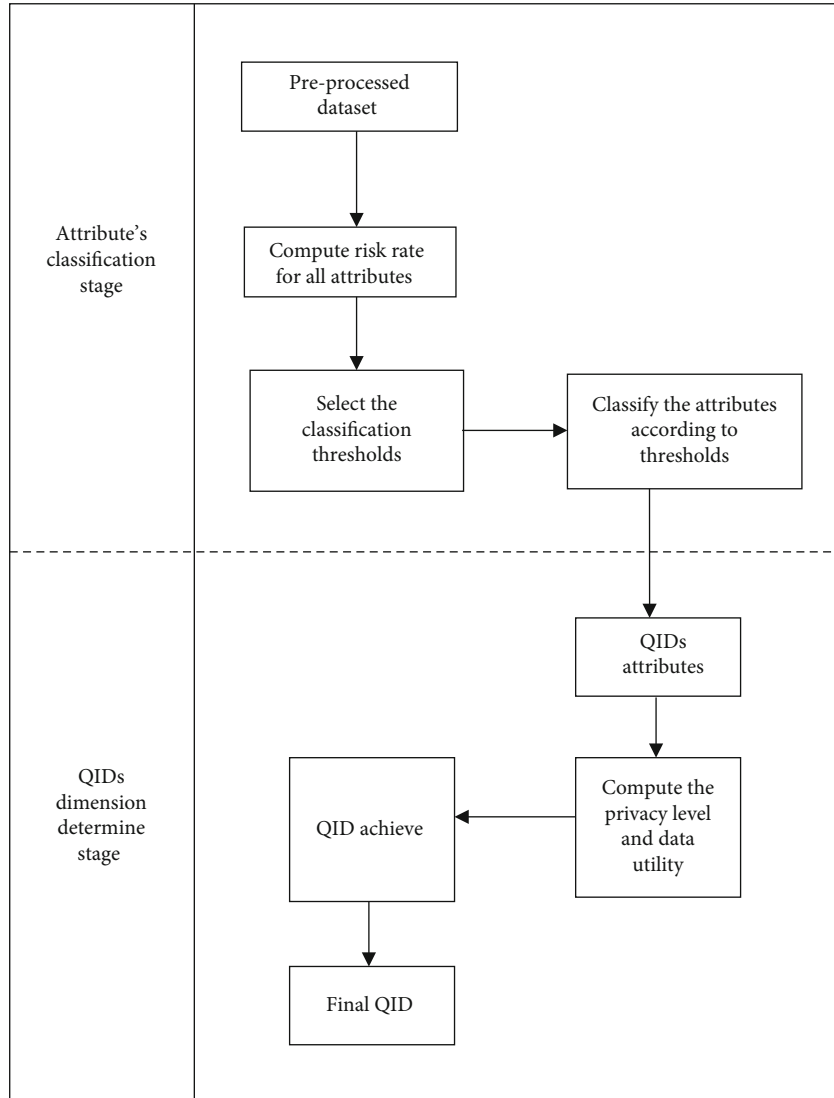 Pre-processed
dataset
Attribute's
classification
stage
Compute risk rate
for all attributes
Select the
classification
thresholds
Classify the attributes
according to
thresholds
QIDs
attributes
QIDs
dimension
determine
stage
Compute the
privacy level
and data
utility
QID achieve
Final QID